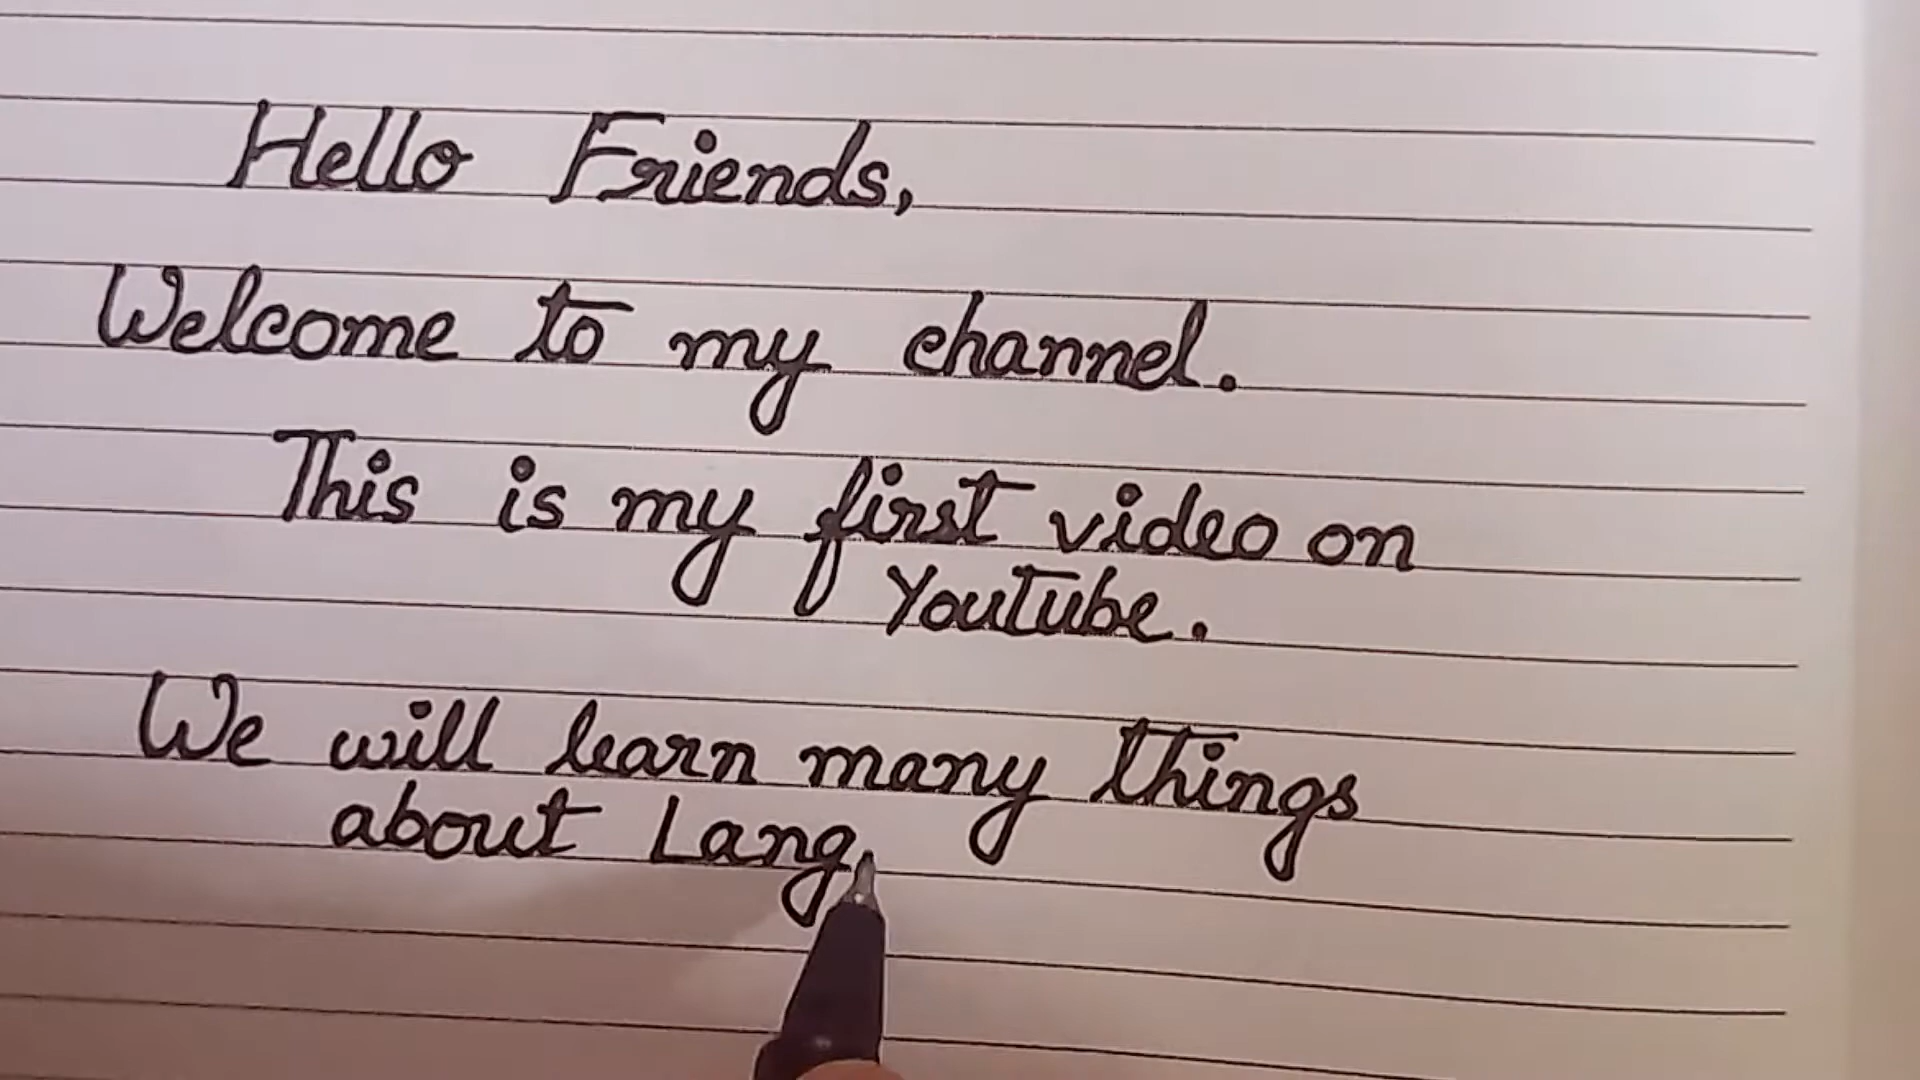 Hello Friends,
Welcome to my channel.
This is my first video on
Youtube.
We will learn many things
about Lang